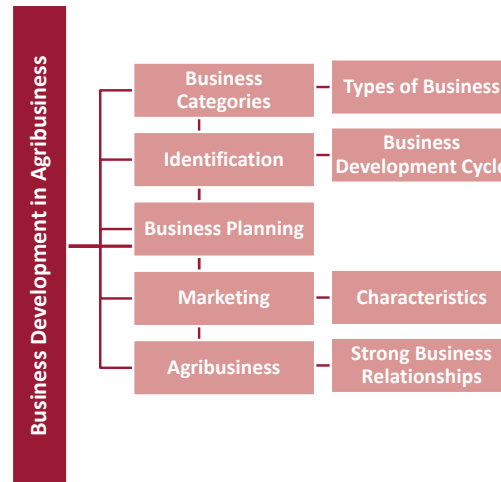 Business Development in Agribusiness
Business
Categories
Types of Business
Identification
Business
Development Cycle
Business Planning
Marketing
Characteristics
Agribusiness
Strong Business
Relationships